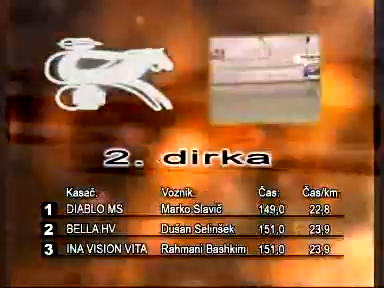 2. dirka
Kasač: Voznik: Čas: Čas/km:
1 DIABLO MS Marko Slavič 149,0 22,8
2 BELLA HV Dušan Selinšek 151,0 23,9
3 INA VISION VITA Rahmani Bashkim 151,0 23,9